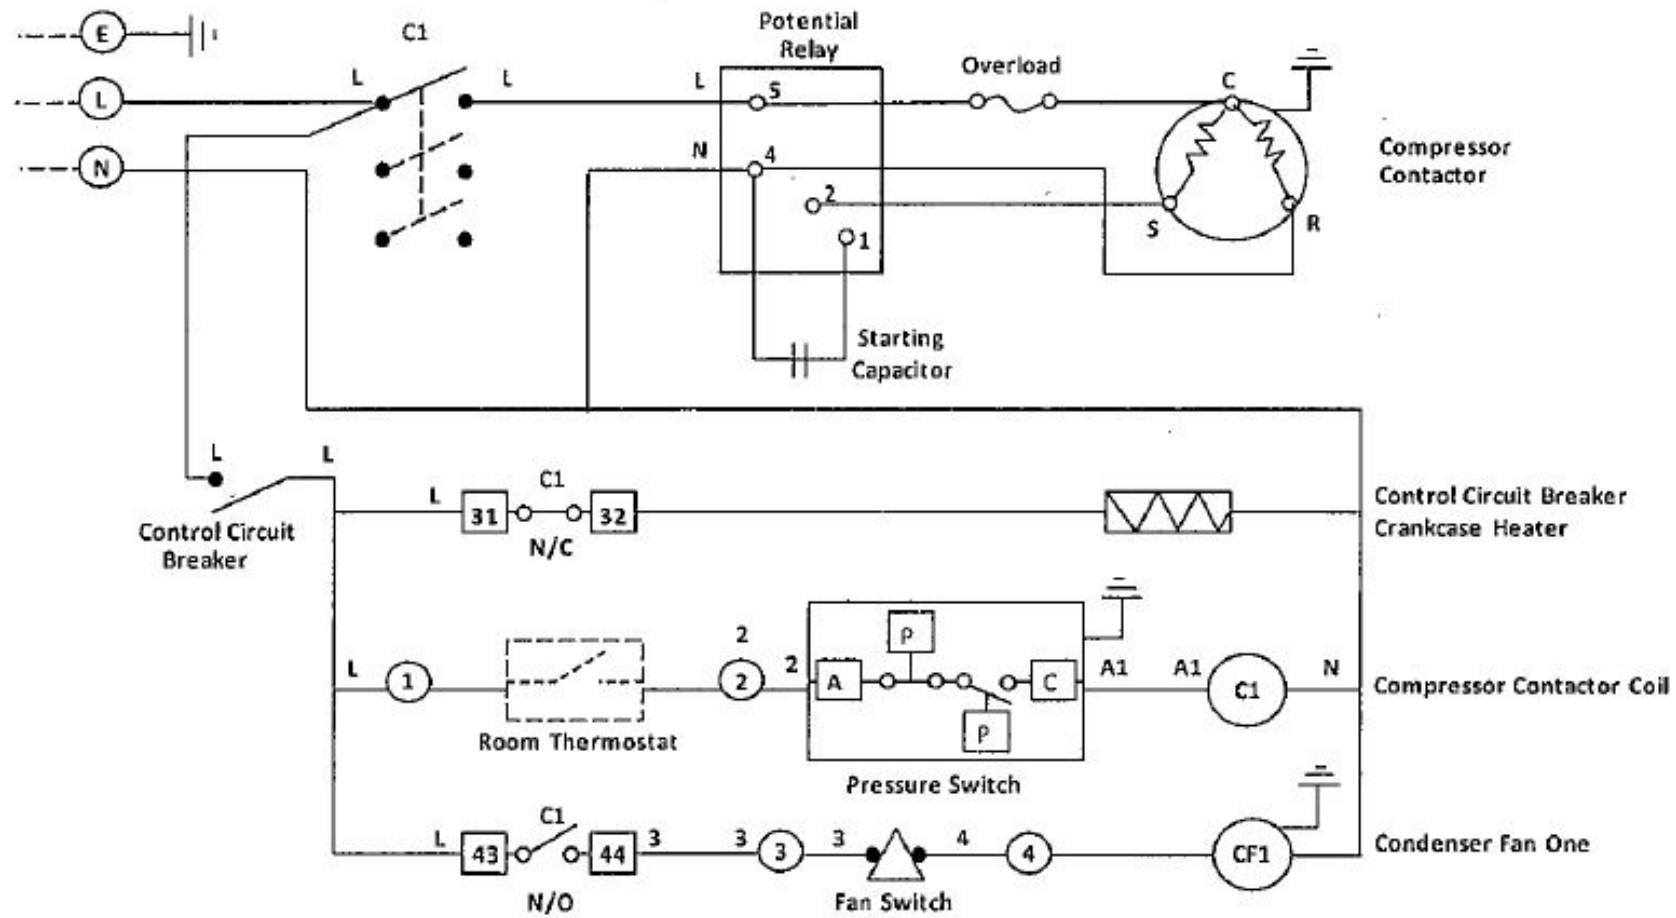 E
C1
Potential
Relay
Overload
L
L
L
L
5
C
N
N
4
2
1
S
R
Compressor
Contactor
Starting
Capacitor
L
L
Control Circuit
Breaker
L
31
C1
32
N/C
Control Circuit Breaker
Crankcase Heater
L
1
Room Thermostat
2
2
2
A
P
P
C
Pressure Switch
A1
A1
C1
N
Compressor Contactor Coil
L
43
C1
44
N/O
3
3
3
3
Fan Switch
4
4
CF1
Condenser Fan One